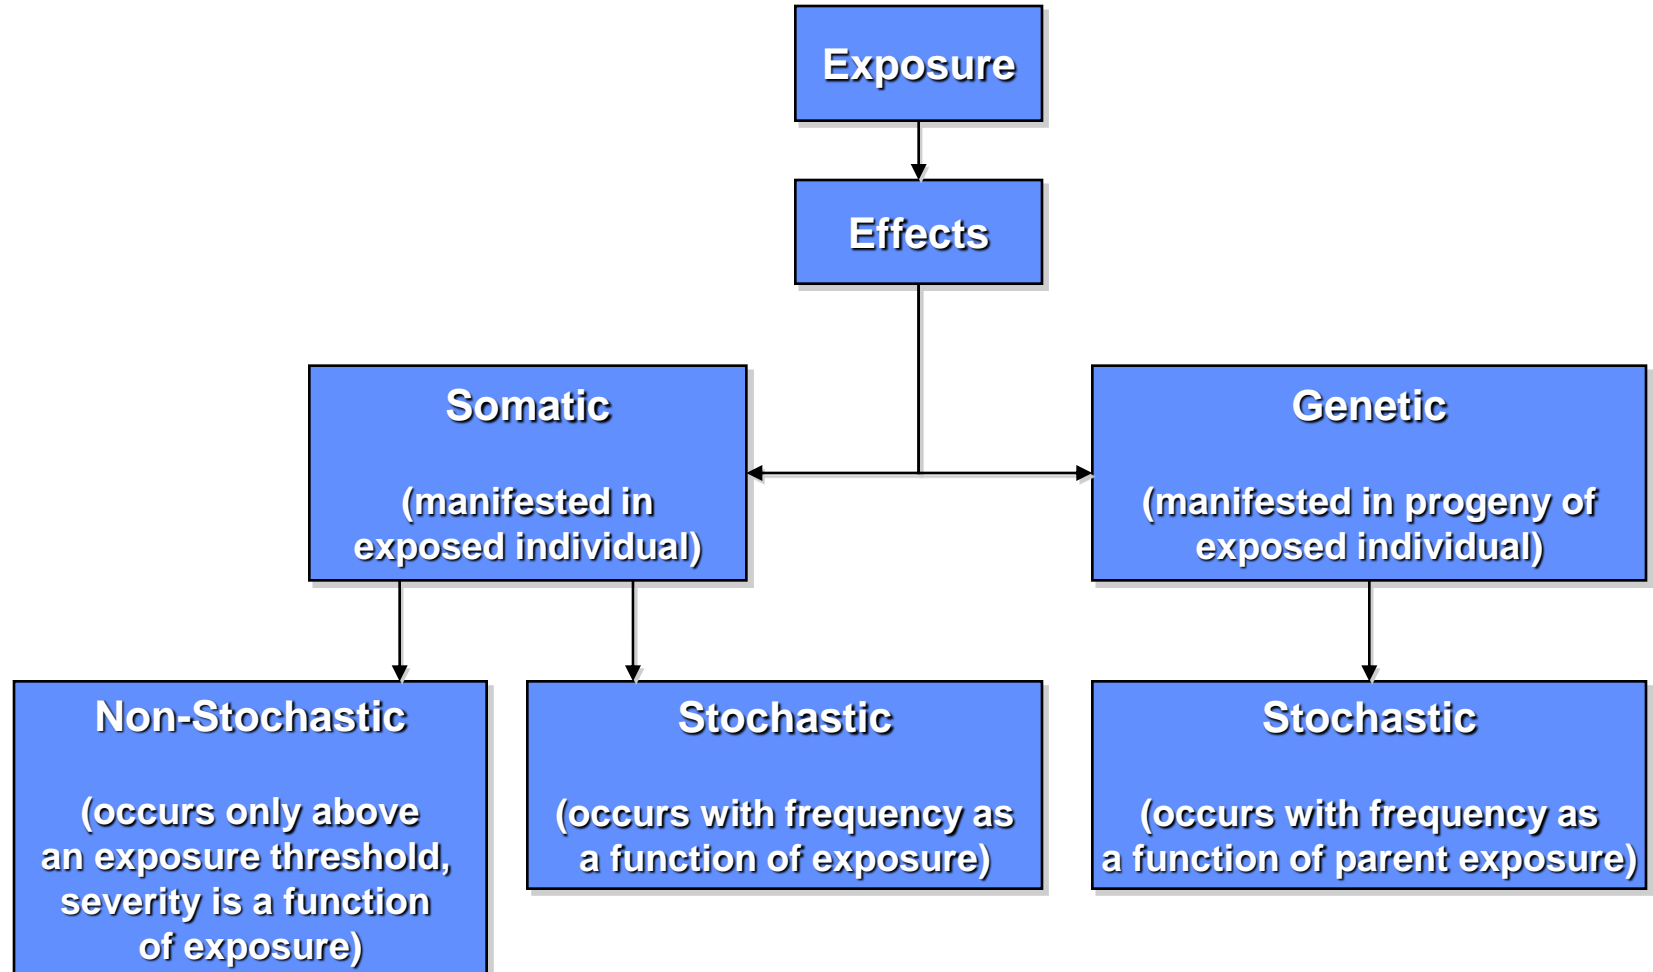 Exposure
Effects
Somatic
(manifested in
exposed individual)
Genetic
(manifested in progeny of
exposed individual)
Non-Stochastic
(occurs only above
an exposure threshold,
severity is a function
of exposure)
Stochastic
(occurs with frequency as
a function of exposure)
Stochastic
(occurs with frequency as
a function of parent exposure)